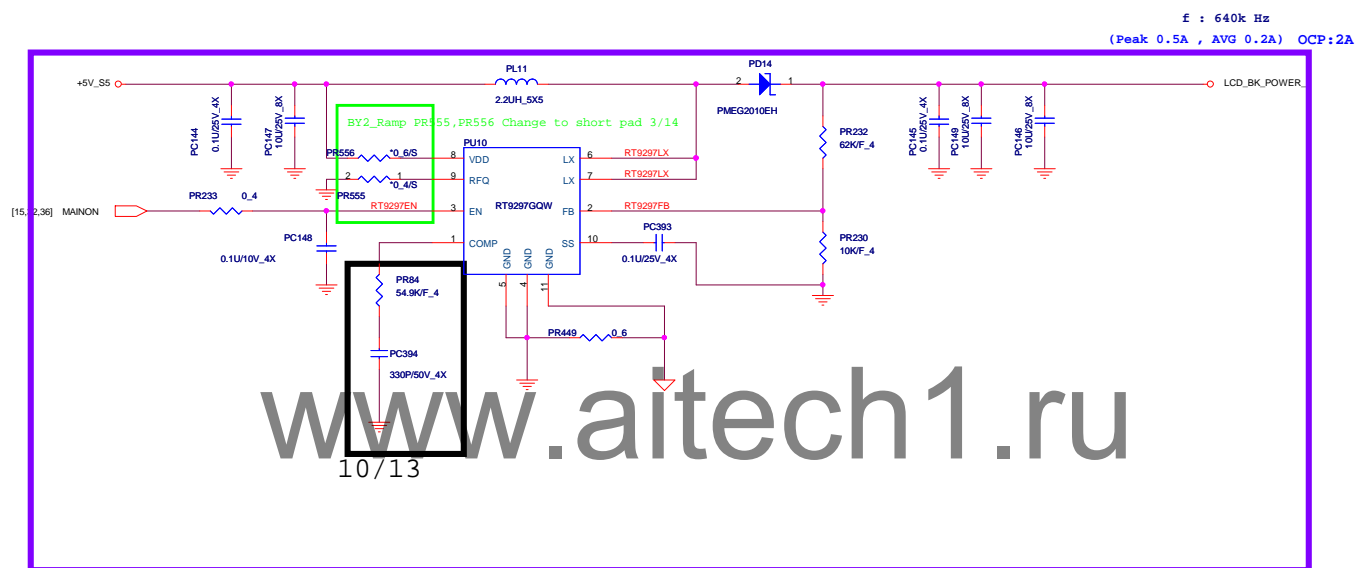 f : 640k Hz
(Peak 0.5A , AVG 0.2A) OCP:2A
+5V_S5
PL11
2.2UH_5X5
2
PD14
1
PMEG2010EH
LCD_BK_POWER_
PC144
0.1U/25V_4X
PC147
10U/25V_8X
BY2_Ramp PR555,PR556 Change to short pad 3/14
PR556
*0_6/S
2
1
*0_4/S
PR555
PU10
8
VDD
9
RFQ
3
EN
1
COMP
RT9297GQW
LX
6
RT9297LX
LX
7
RT9297LX
FB
2
RT9297FB
SS
10
GND
GND
GND
5
4
11
PC393
0.1U/25V_4X
PR232
62K/F_4
PR230
10K/F_4
PC145
0.1U/25V_4X
PC149
10U/25V_8X
PC146
10U/25V_8X
MAINON
PR233
0_4
RT9297EN
PC148
0.1U/10V_4X
PR84
54.9K/F_4
PC394
330P/50V_4X
PR449
0_6
www.aitech1.ru
10/13